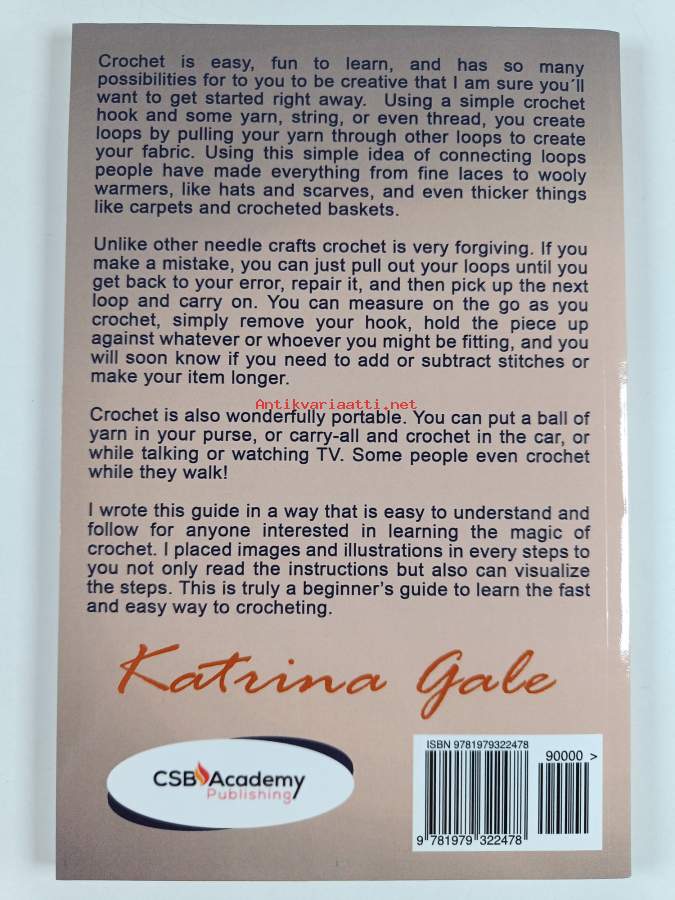 Crochet is easy, fun to learn, and has so many
possibilities for to you to be creative that I am sure you´ll
want to get started right away. Using a simple crochet
hook and some yarn, string, or even thread, you create
loops by pulling your yarn through other loops to create
your fabric. Using this simple idea of connecting loops
people have made everything from fine laces to wooly
warmers, like hats and scarves, and even thicker things
like carpets and crocheted baskets.
Unlike other needle crafts crochet is very forgiving. If you
make a mistake, you can just pull out your loops until you
get back to your error, repair it, and then pick up the next
loop and carry on. You can measure on the go as you
crochet, simply remove your hook, hold the piece up
against whatever or whoever you might be fitting, and you
will soon know if you need to add or subtract stitches or
make your item longer.
Antikvariaatti.net
Crochet is also wonderfully portable. You can put a ball of
yarn in your purse, or carry-all and crochet in the car, or
while talking or watching TV. Some people even crochet
while they walk!
I wrote this guide in a way that is easy to understand and
follow for anyone interested in learning the magic of
crochet. I placed images and illustrations in every steps to
you not only read the instructions but also can visualize
the steps. This is truly a beginner's guide to learn the fast
and easy way to crocheting.
Katrina Gale
CSB Academy
Publishing
ISBN 9781979322478
90000 >
9 781979 322478